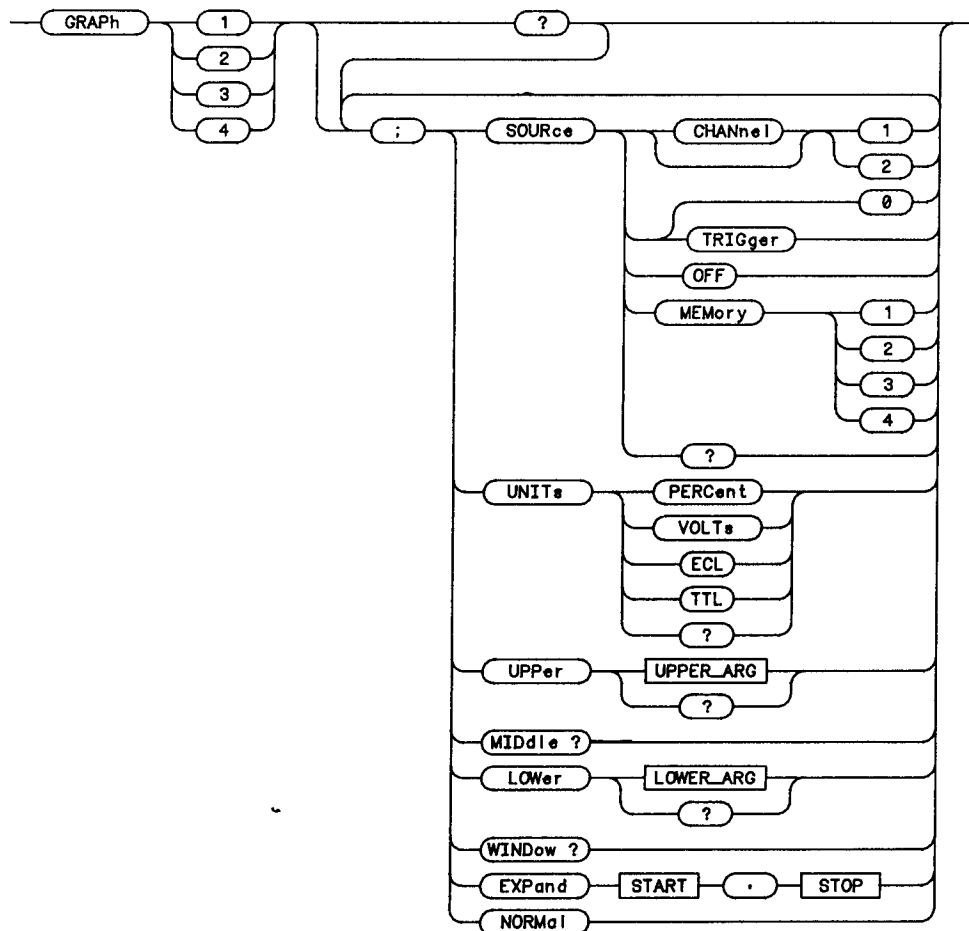 GRAPh 1 ?
2
3
4
; SOURce CHANnel 1
2
0
TRIGger
OFF
MEMory 1
2
3
4
?
UNITs PERCent
VOLTs
ECL
TTL
?
UPPer UPPER_ARG
?
MIDdle ?
LOWer LOWER_ARG
?
WINDow ?
EXPand START , STOP
NORMal